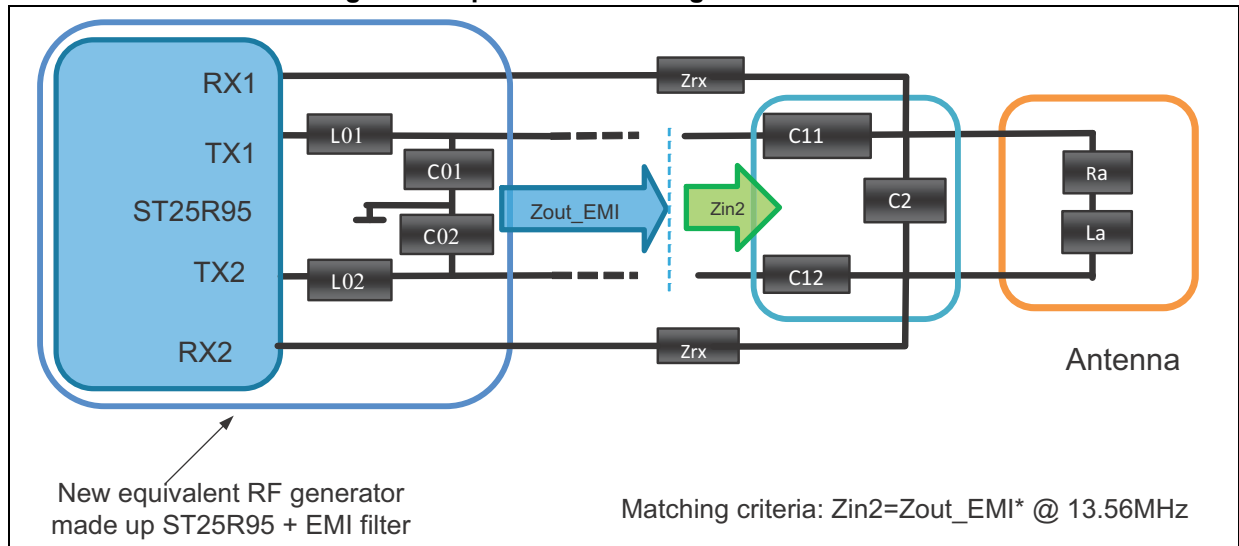 RX1
Zrx
L01
C11
TX1
C01
Ra
ST25R95
Zout_EMI
Zin2
C2
C02
La
TX2
L02
C12
RX2
Zrx
Antenna
New equivalent RF generator
made up ST25R95 + EMI filter
Matching criteria: Zin2=Zout_EMI* @ 13.56MHz